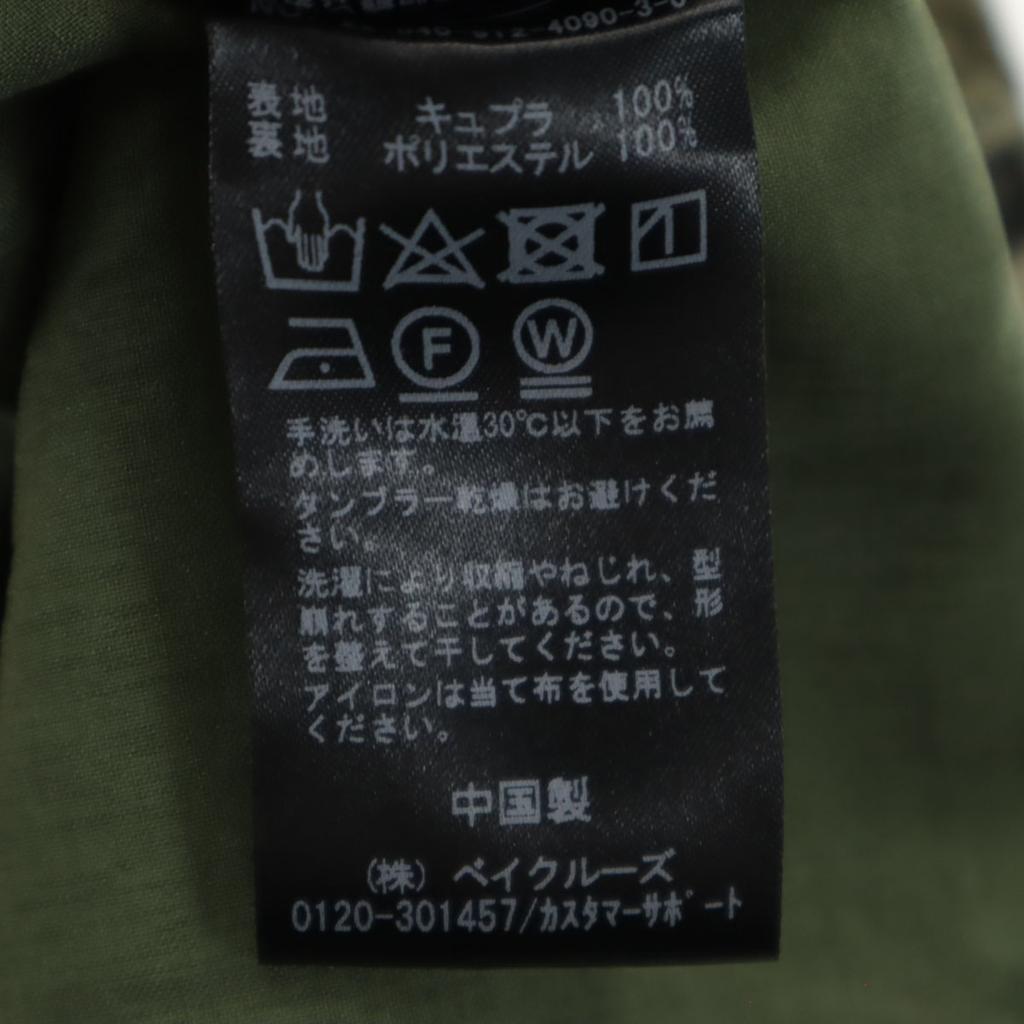 4090-3-0
表地 キュプラ 100%
裏地 ポリエステル 100%
F W
手洗いは水温30℃以下をお薦
めします。
タンブラー乾燥はお避けくだ
さい。
洗濯により収縮やねじれ、型
崩れすることがあるので、形
を整えて干してください。
アイロンは当て布を使用して
ください。
中国製
(株) ベイクルーズ
0120-301457/カスタマーサポート